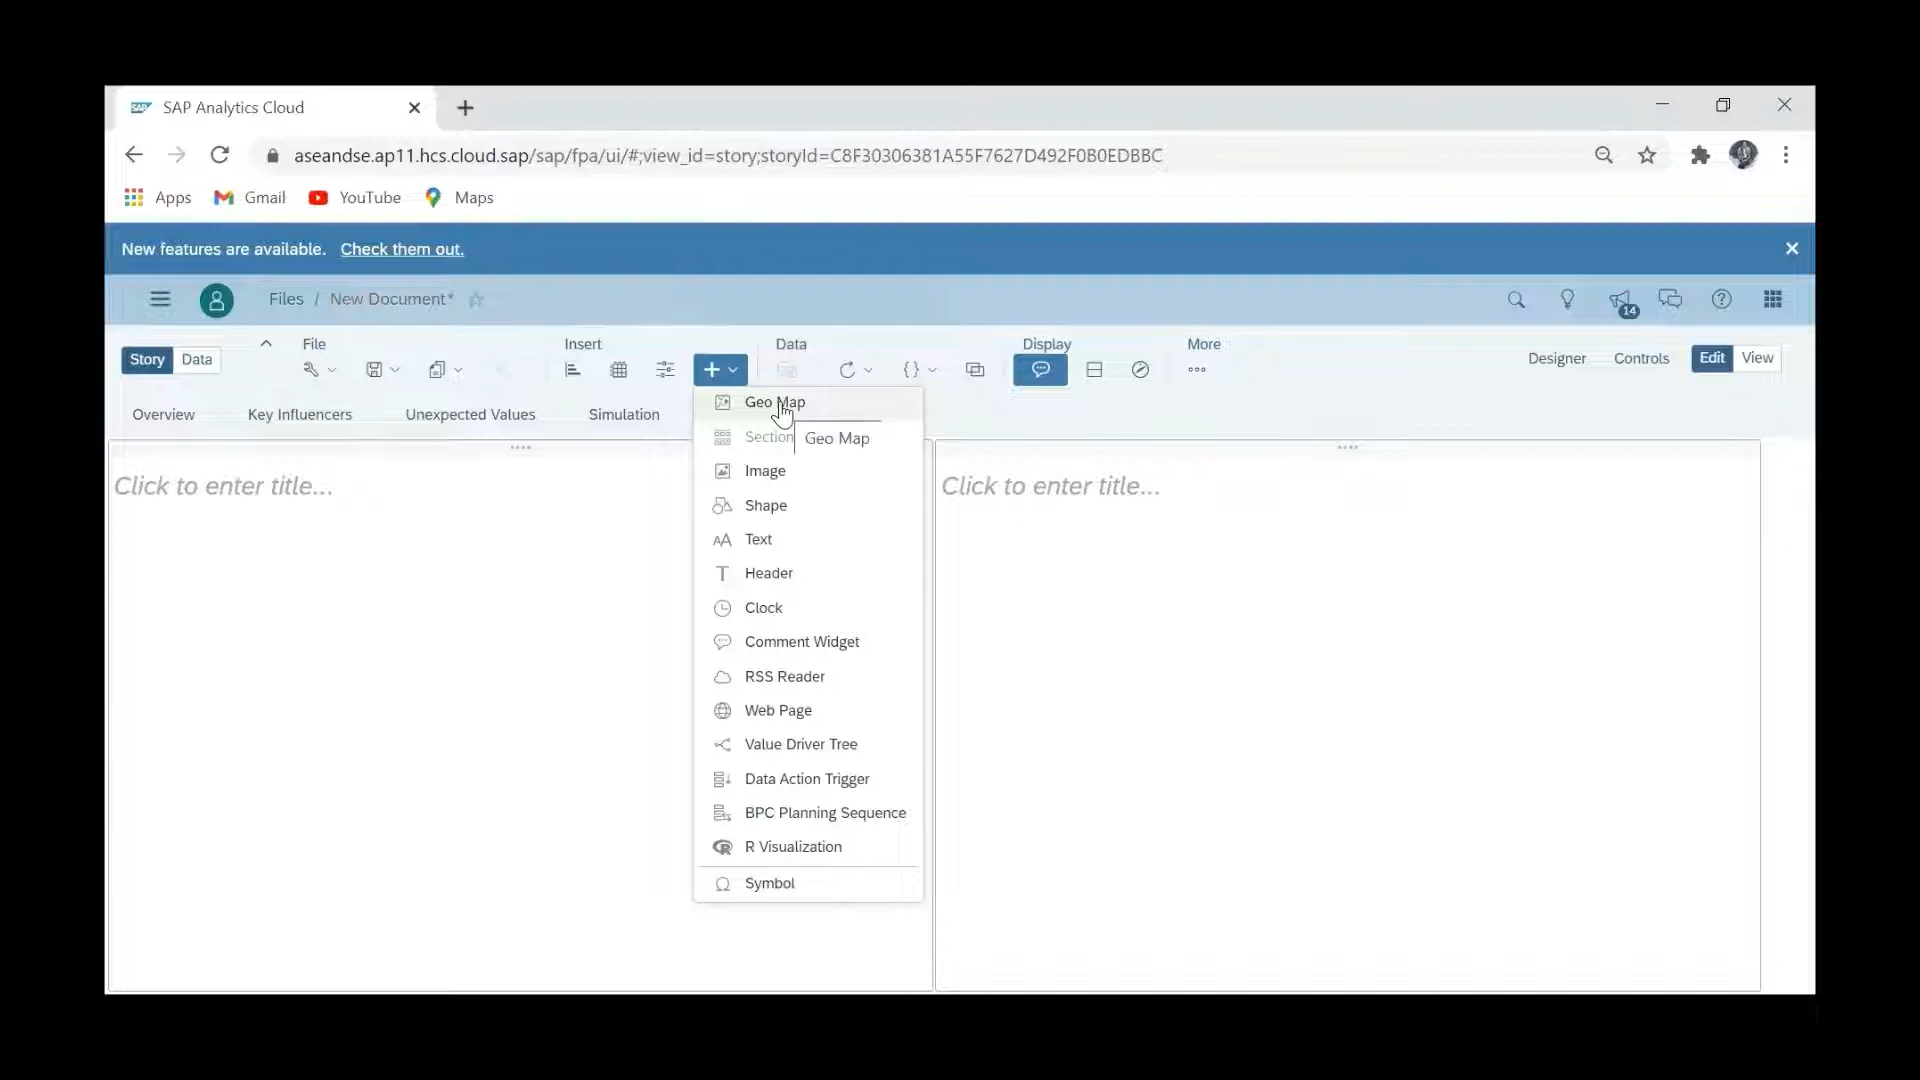 SAP SAP Analytics Cloud
aseandse.ap11.hcs.cloud.sap/sap/fpa/ui/#;view_id=story;storyId=C8F30306381A55F7627D492F0B0EDBBC
Apps Gmail YouTube Maps
New features are available. Check them out.
Files / New Document*
14
Story Data
File
Insert
Data
Display
More
Designer Controls Edit View
Overview Key Influencers Unexpected Values Simulation
Click to enter title...
Click to enter title...
Geo Map
Section
Geo Map
Image
Shape
Text
Header
Clock
Comment Widget
RSS Reader
Web Page
Value Driver Tree
Data Action Trigger
BPC Planning Sequence
R Visualization
Symbol